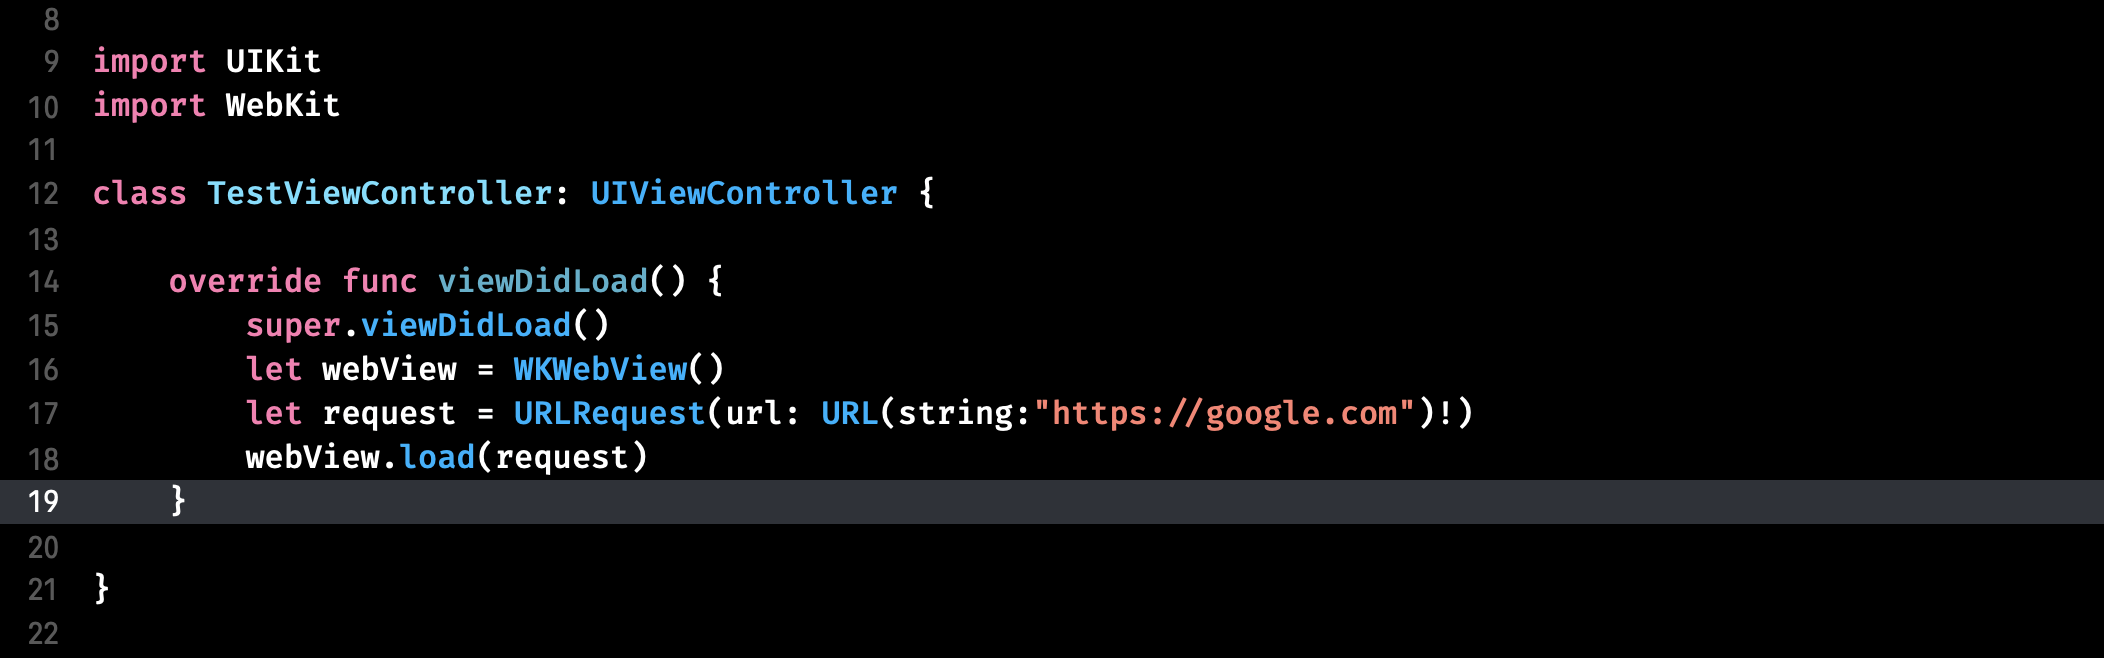 8
9 import UIKit
10 import WebKit
11
12 class TestViewController: UIViewController {
13
14     override func viewDidLoad() {
15         super.viewDidLoad()
16         let webView = WKWebView()
17         let request = URLRequest(url: URL(string:"https://google.com")!)
18         webView.load(request)
19     }
20
21 }
22